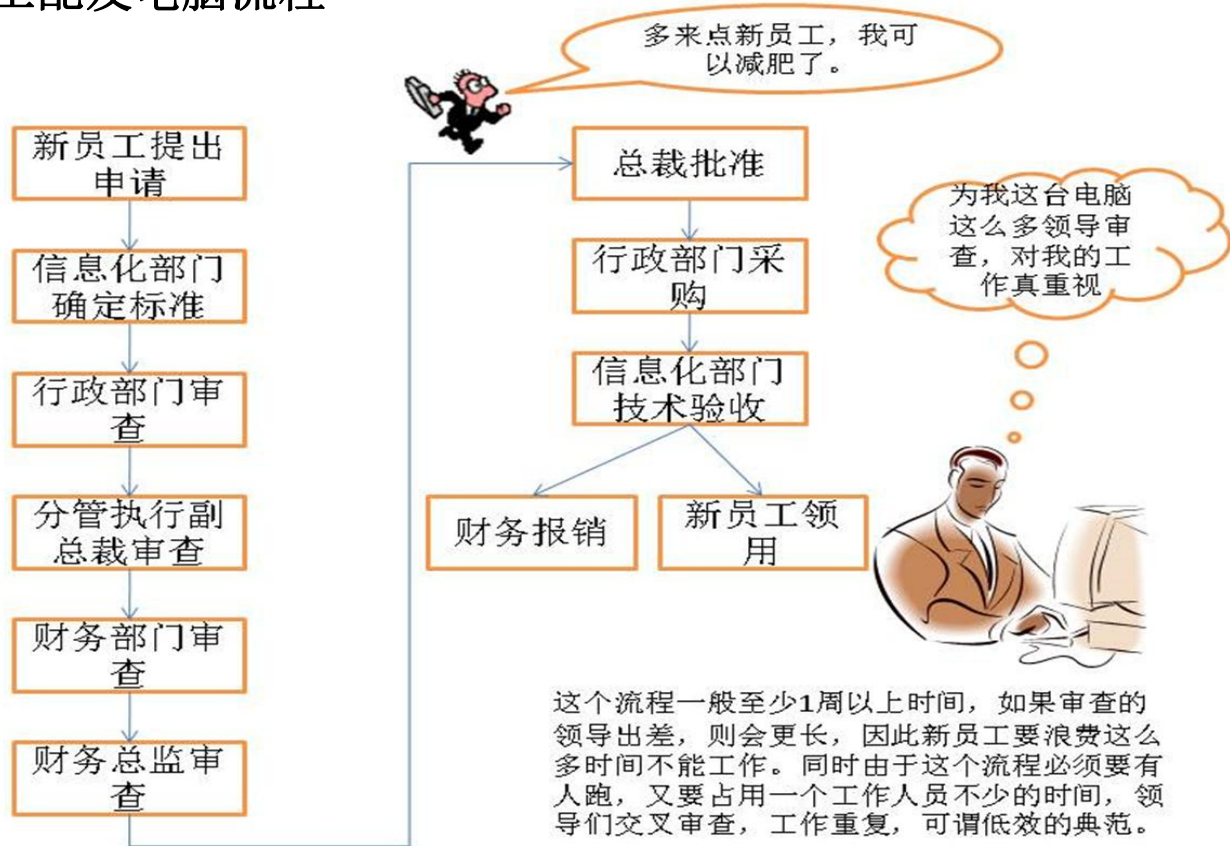 配及电脑流程
多来点新员工，我可
以减肥了。
新员工提出
申请
信息化部门
确定标准
行政部门审
查
分管执行副
总裁审查
财务部门审
查
财务总监审
查
总裁批准
行政部门采
购
信息化部门
技术验收
财务报销
新员工领
用
为我这台电脑
这么多领导审
查，对我的工
作真重视
这个流程一般至少1周以上时间，如果审查的
领导出差，则会更长，因此新员工要浪费这么
多时间不能工作。同时由于这个流程必须要有
人跑，又要占用一个工作人员不少的时间，领
导们交叉审查，工作重复，可谓低效的典范。